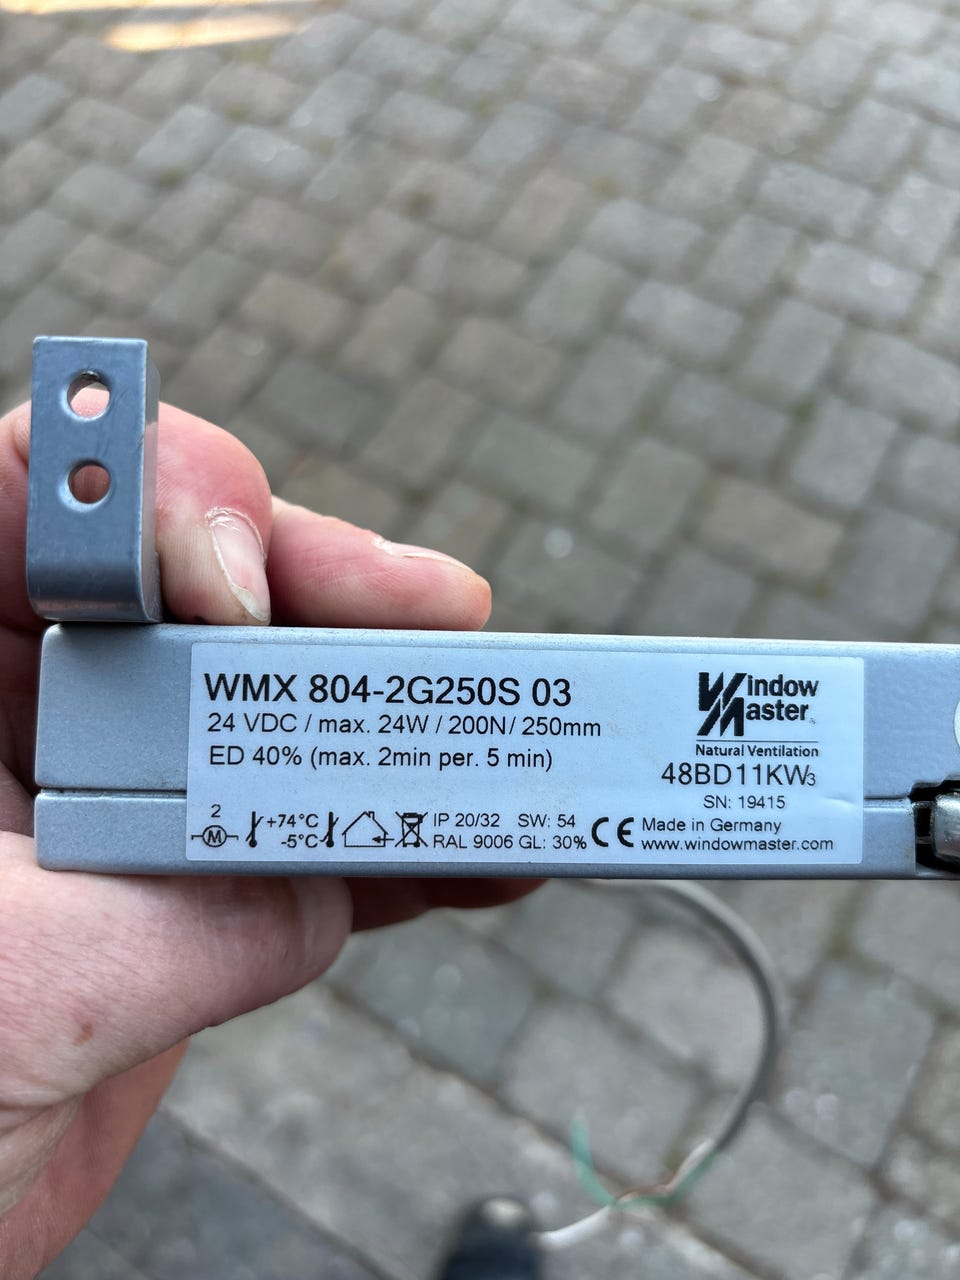 WMX 804-2G250S 03
24 VDC / max. 24W / 200N / 250mm
ED 40% (max. 2min per. 5 min)
Window
Master
Natural Ventilation
48BD11KW3
SN: 19415
2
M
+74°C
-5°C
IP 20/32 SW: 54
RAL 9006 GL: 30%
CE
Made in Germany
www.windowmaster.com